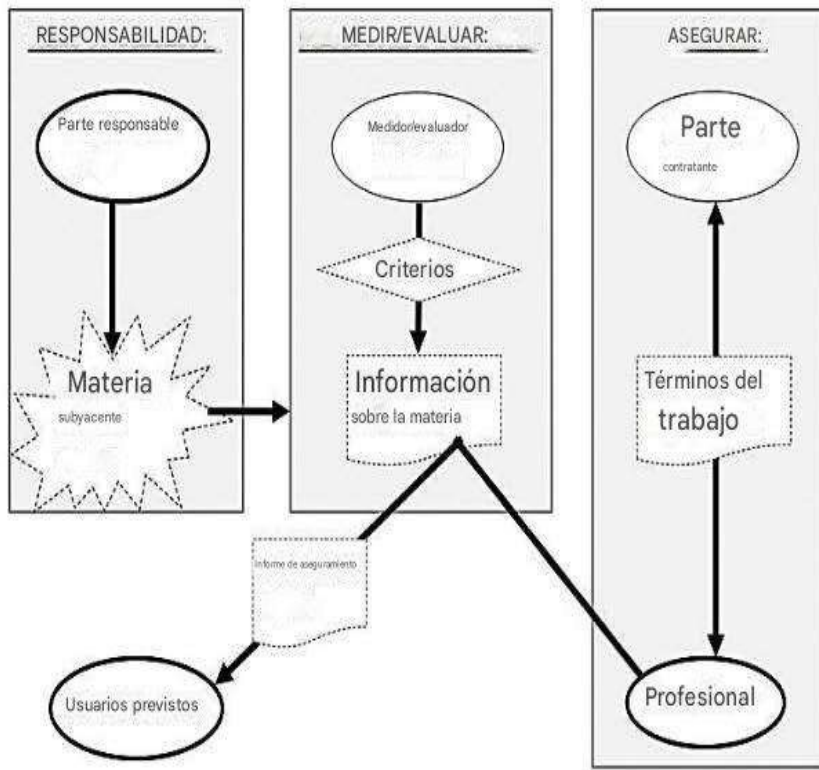 RESPONSABILIDAD:
Parte responsable
Materia
subyacente
MEDIR/EVALUAR:
Medidor/evaluador
Criterios
Información
sobre la materia
ASEGURAR:
Parte
contratante
Términos del
trabajo
Profesional
Informe de aseguramiento
Usuarios previstos